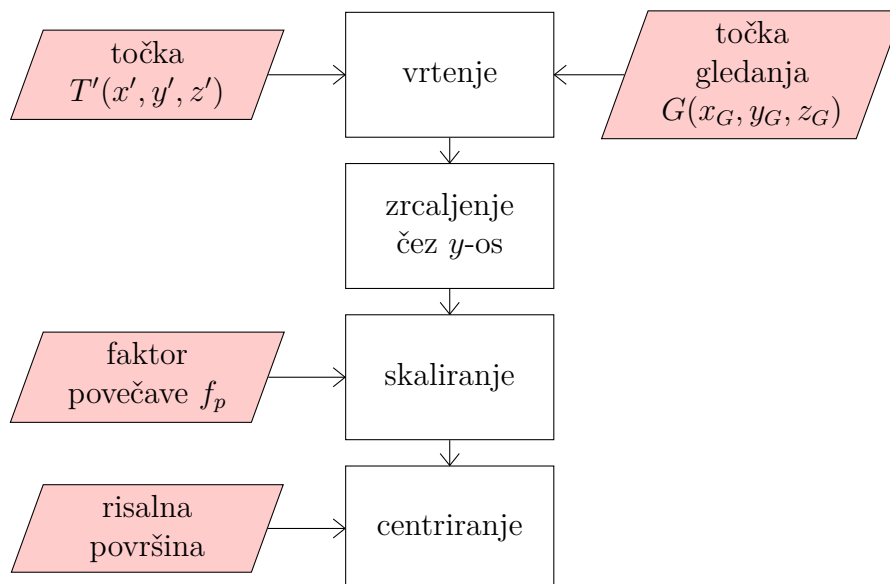 točka
T'(x', y', z')
vrtenje
točka
gledanja
G(x_G, y_G, z_G)
zrcaljenje
čez y-os
faktor
povečave f_p
skaliranje
risalna
površina
centriranje